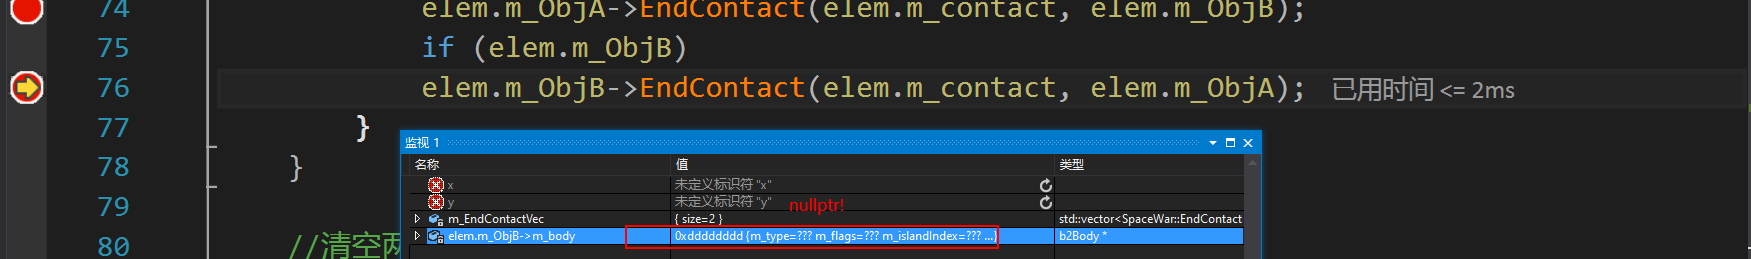 74 elem.m_ObjA->EndContact(elem.m_contact, elem.m_ObjB);
75 if (elem.m_ObjB)
76 elem.m_ObjB->EndContact(elem.m_contact, elem.m_ObjA); 已用时间 <= 2ms
77 }
监视 1
78 }
名称 值 类型
x 未定义标识符 "x"
79
y 未定义标识符 "y"
nullptr!
m_EndContactVec { size=2 } std::vector<SpaceWar::EndContact
elem.m_ObjB->m_body 0xdddddddd {m_type=??? m_flags=??? m_islandIndex=??? ...} b2Body *
80 //清空两